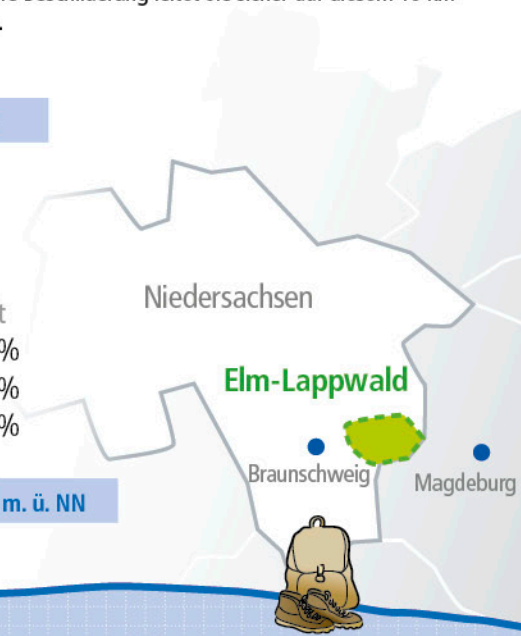 .
Niedersachsen
t
%
%
%
Elm-Lappwald
Braunschweig
Magdeburg
m. ü. NN